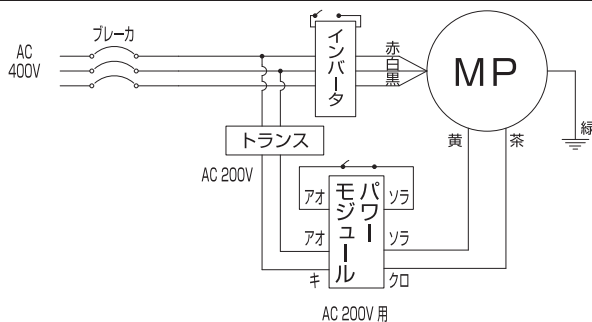 ブレーカ
AC
400V
インバータ
赤
白
黒
MP
緑
黄
茶
トランス
AC 200V
アオ
ソラ
パワー
モジュール
アオ
ソラ
キ
クロ
AC 200V 用